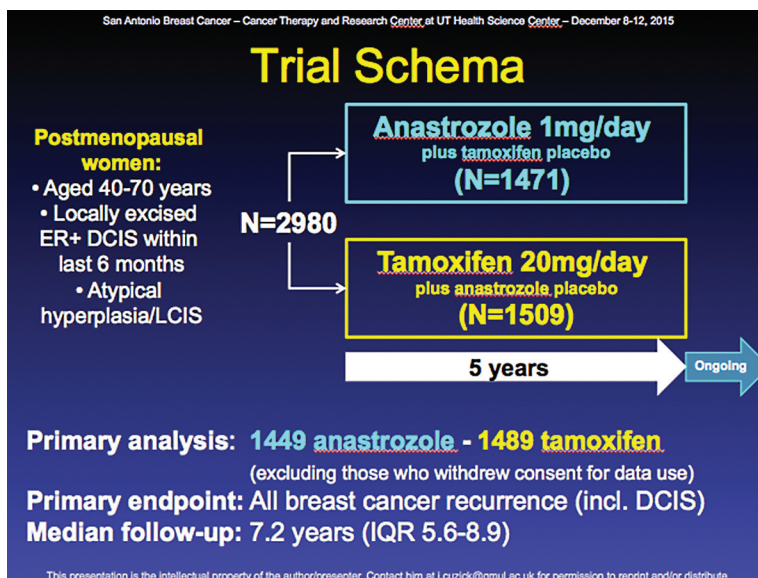 San Antonio Breast Cancer – Cancer Therapy and Research Center at UT Health Science Center – December 8-12, 2015
Trial Schema
Postmenopausal
women:
• Aged 40-70 years
• Locally excised
ER+ DCIS within
last 6 months
• Atypical
hyperplasia/LCIS
N=2980
Anastrozole 1mg/day
plus tamoxifen placebo
(N=1471)
Tamoxifen 20mg/day
plus anastrozole placebo
(N=1509)
5 years
Ongoing
Primary analysis: 1449 anastrozole - 1489 tamoxifen
(excluding those who withdrew consent for data use)
Primary endpoint: All breast cancer recurrence (incl. DCIS)
Median follow-up: 7.2 years (IQR 5.6-8.9)
This presentation is the intellectual property of the author/presenter. Contact him at j.cuzick@qmul.ac.uk for permission to reprint and/or distribute.